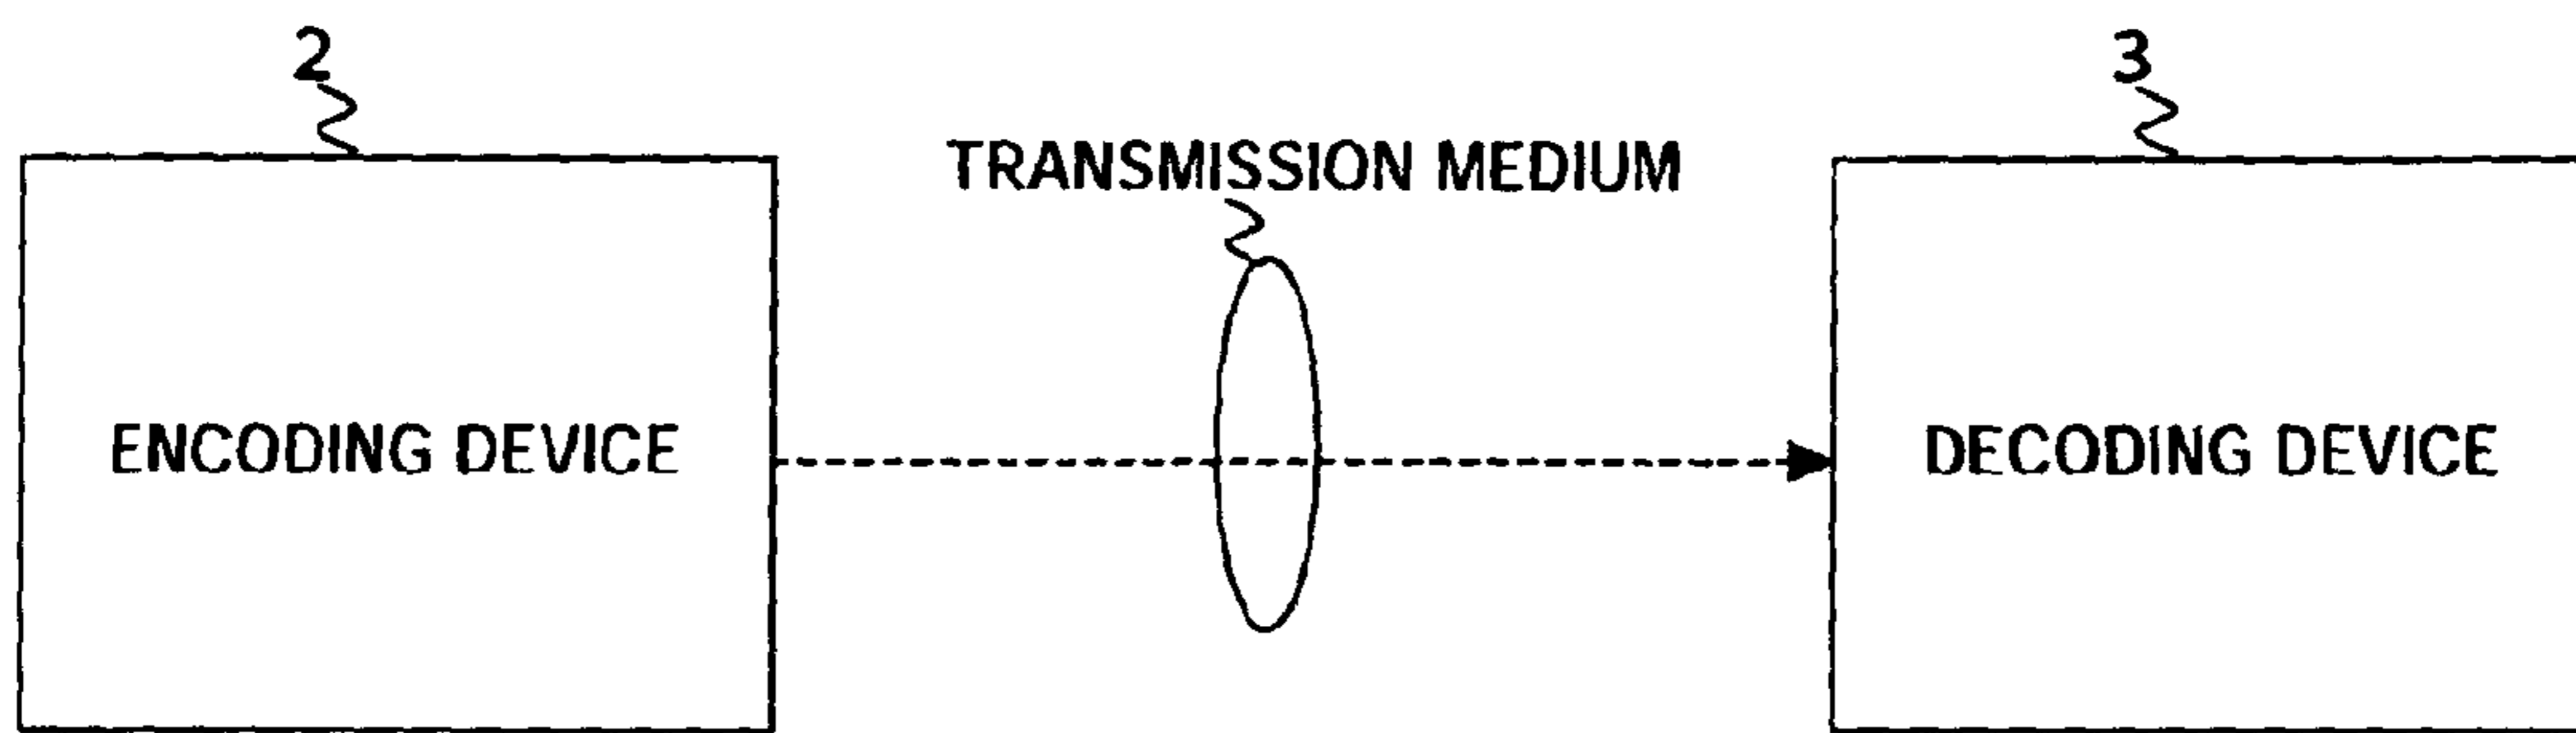 2
3
TRANSMISSION MEDIUM
ENCODING DEVICE
DECODING DEVICE